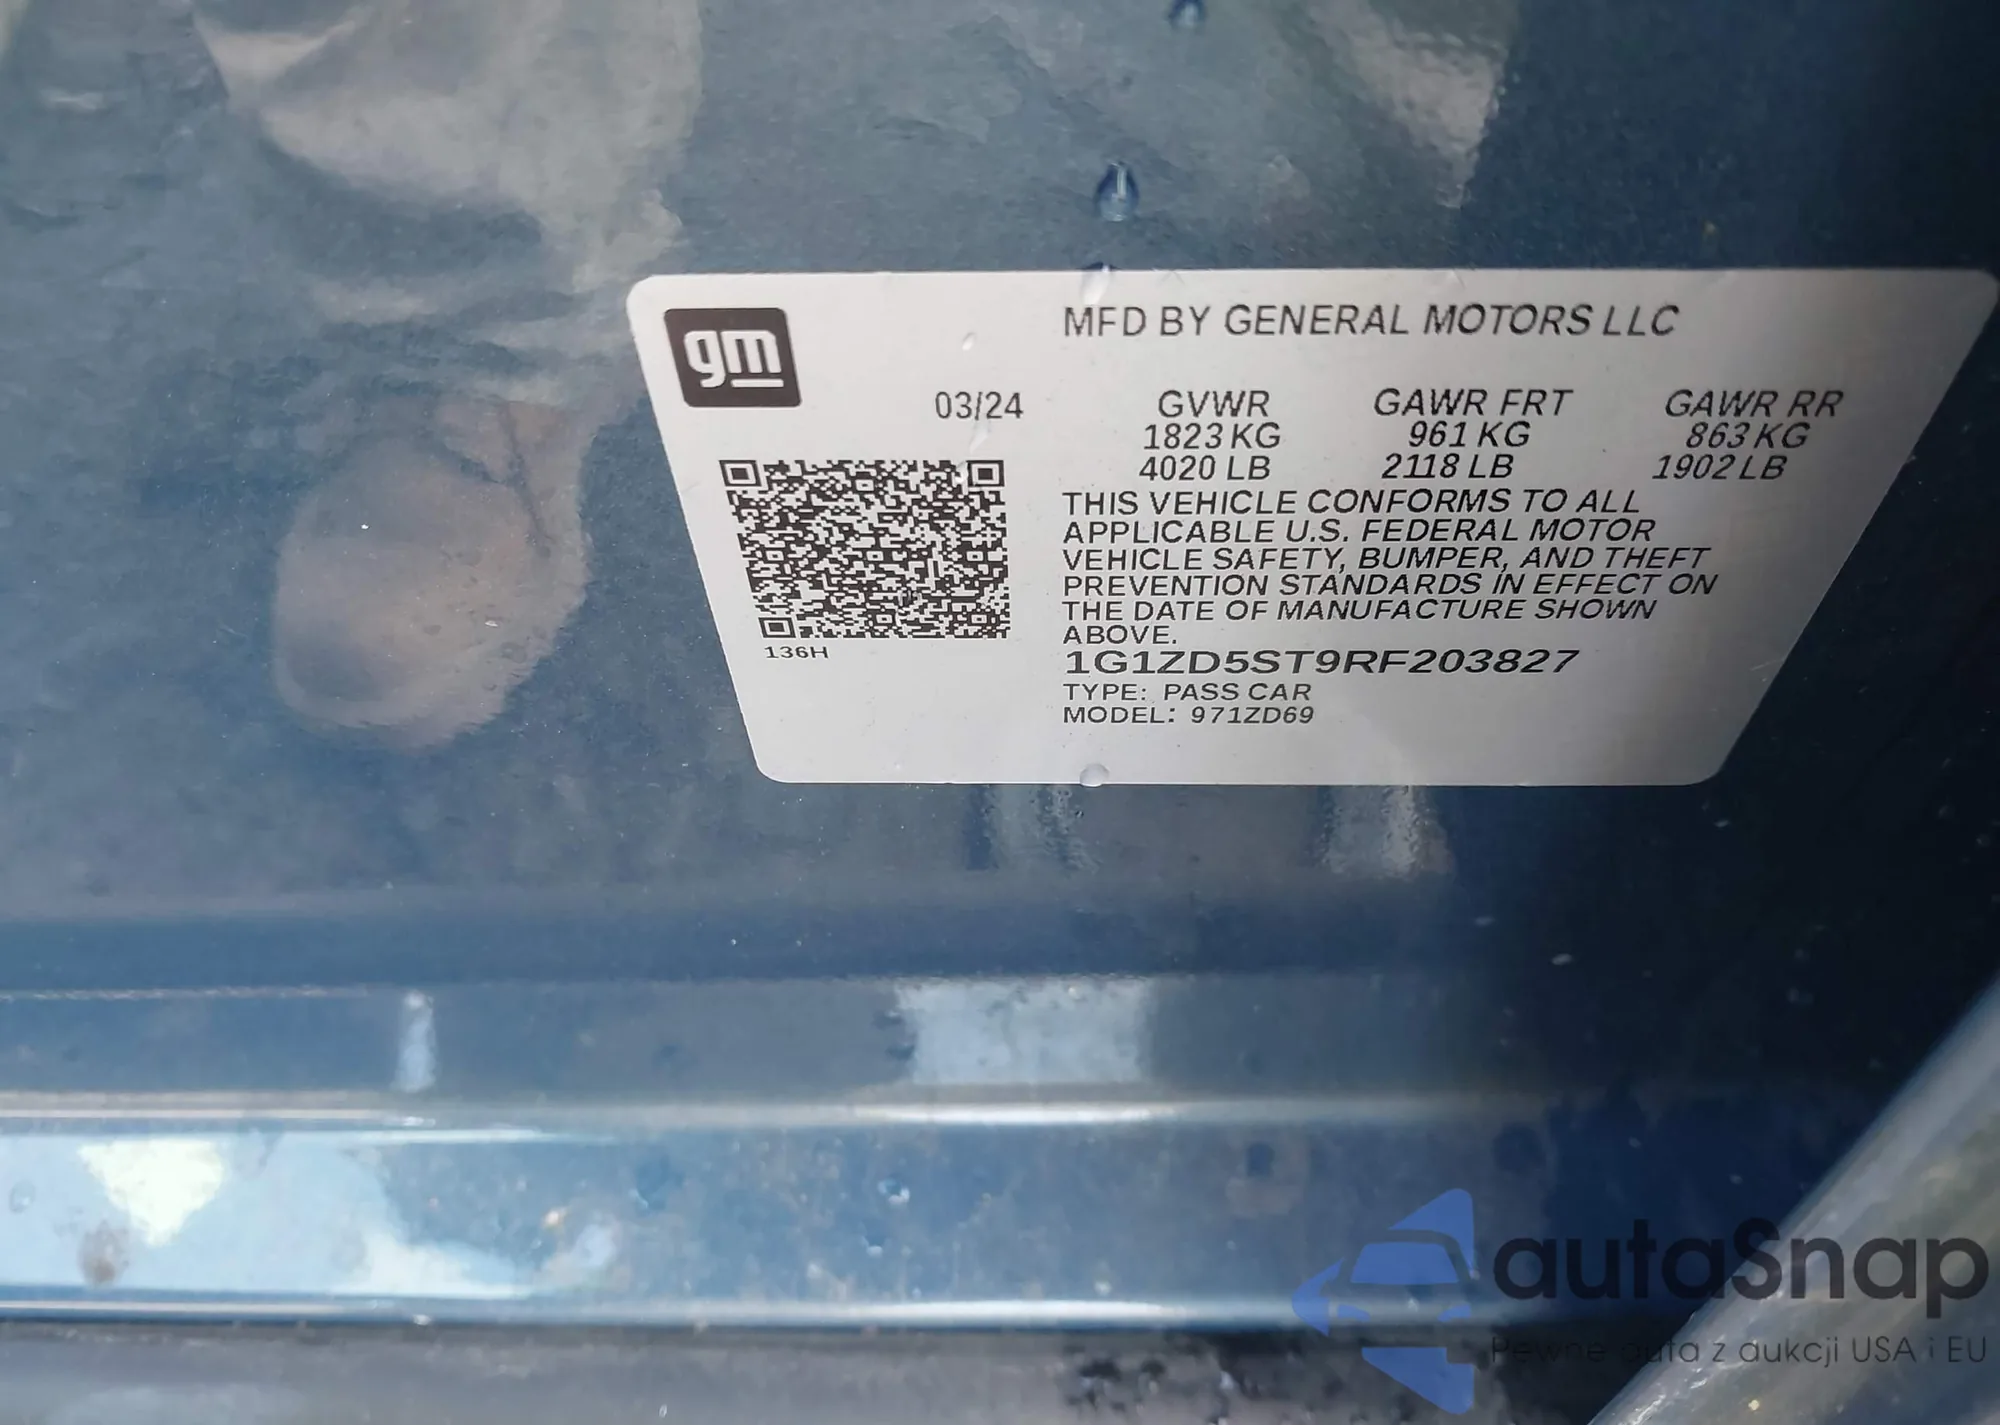 gm
MFD BY GENERAL MOTORS LLC
03/24
GVWR GAWR FRT GAWR RR
1823 KG 961 KG 863 KG
4020 LB 2118 LB 1902 LB
THIS VEHICLE CONFORMS TO ALL
APPLICABLE U.S. FEDERAL MOTOR
VEHICLE SAFETY, BUMPER, AND THEFT
PREVENTION STANDARDS IN EFFECT ON
THE DATE OF MANUFACTURE SHOWN
ABOVE.
136H
1G1ZD5ST9RF203827
TYPE: PASS CAR
MODEL: 971ZD69
autaSnap
Pewne auta z aukcji USA i EU